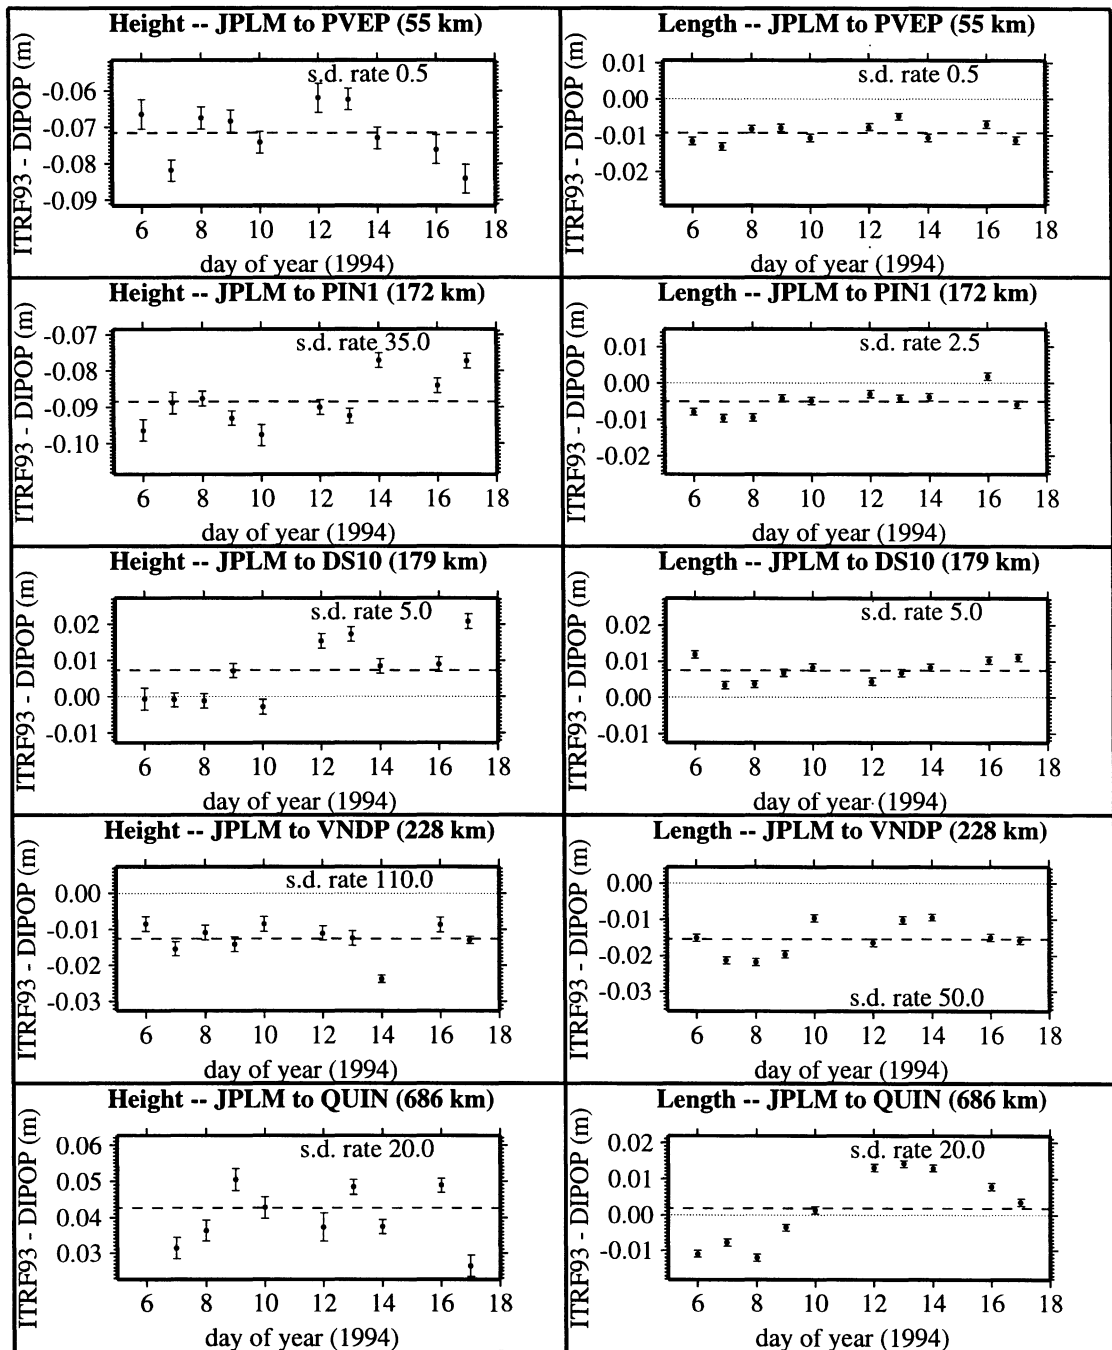 Height -- JPLM to PVEP (55 km)
ITRF93 - DIPOP (m)
s.d. rate 0.5
-0.06
-0.07
-0.08
-0.09
6 8 10 12 14 16 18
day of year (1994)
Length -- JPLM to PVEP (55 km)
ITRF93 - DIPOP (m)
s.d. rate 0.5
0.01
0.00
-0.01
-0.02
6 8 10 12 14 16 18
day of year (1994)
Height -- JPLM to PIN1 (172 km)
ITRF93 - DIPOP (m)
s.d. rate 35.0
-0.07
-0.08
-0.09
-0.10
6 8 10 12 14 16 18
day of year (1994)
Length -- JPLM to PIN1 (172 km)
ITRF93 - DIPOP (m)
s.d. rate 2.5
0.01
0.00
-0.01
-0.02
6 8 10 12 14 16 18
day of year (1994)
Height -- JPLM to DS10 (179 km)
ITRF93 - DIPOP (m)
s.d. rate 5.0
0.02
0.01
0.00
-0.01
6 8 10 12 14 16 18
day of year (1994)
Length -- JPLM to DS10 (179 km)
ITRF93 - DIPOP (m)
s.d. rate 5.0
0.02
0.01
0.00
-0.01
6 8 10 12 14 16 18
day of year (1994)
Height -- JPLM to VNDP (228 km)
ITRF93 - DIPOP (m)
s.d. rate 110.0
0.00
-0.01
-0.02
-0.03
6 8 10 12 14 16 18
day of year (1994)
Length -- JPLM to VNDP (228 km)
ITRF93 - DIPOP (m)
0.00
-0.01
-0.02
-0.03
s.d. rate 50.0
6 8 10 12 14 16 18
day of year (1994)
Height -- JPLM to QUIN (686 km)
ITRF93 - DIPOP (m)
s.d. rate 20.0
0.06
0.05
0.04
0.03
6 8 10 12 14 16 18
day of year (1994)
Length -- JPLM to QUIN (686 km)
ITRF93 - DIPOP (m)
s.d. rate 20.0
0.02
0.01
0.00
-0.01
6 8 10 12 14 16 18
day of year (1994)